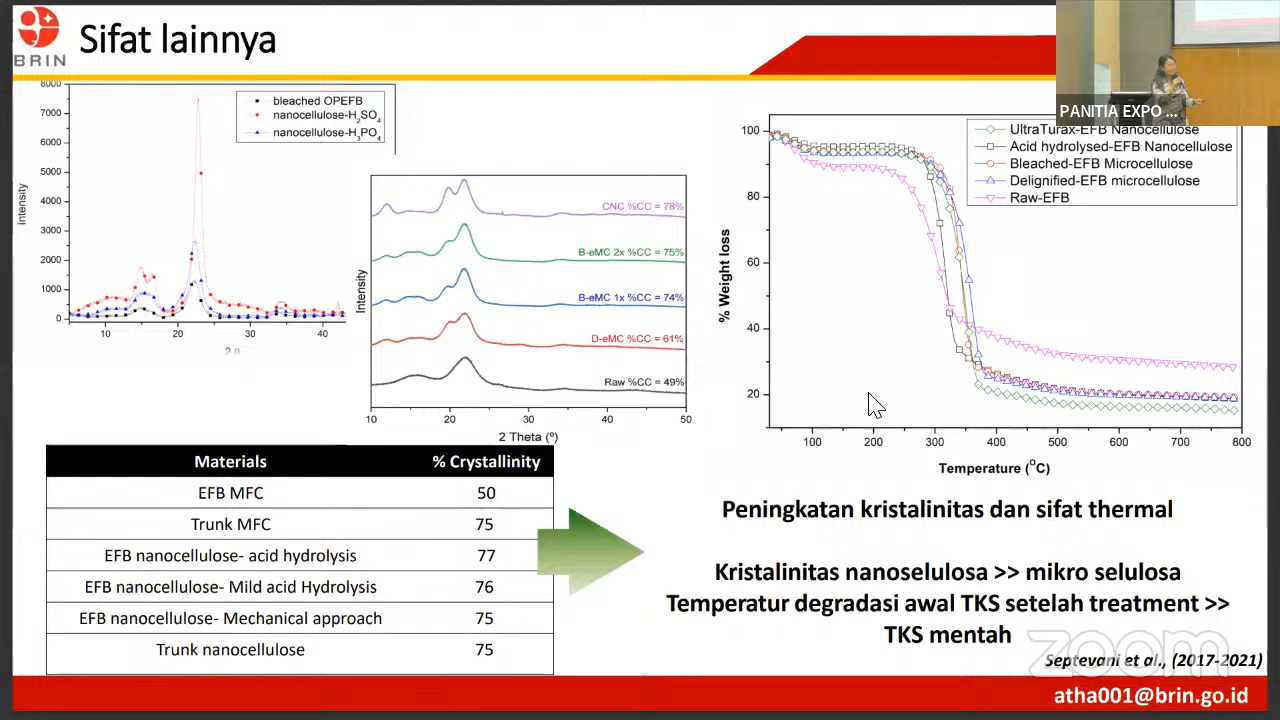 BRIN
Sifat lainnya
PANITIA EXPO ...
8000
7000
6000
5000
4000
3000
2000
1000
0
Intensity
10
20
30
40
2 θ
bleached OPEFB
nanocellulose-H2SO4
nanocellulose-H3PO4
CNC %CC = 78%
B-eMC 2x %CC = 75%
B-eMC 1x %CC = 74%
D-eMC %CC = 61%
Raw %CC = 49%
Intensity
10
20
30
40
50
2 Theta (º)
UltraTurax-EFB Nanocellulose
Acid hydrolysed-EFB Nanocellulose
Bleached-EFB Microcellulose
Delignified-EFB microcellulose
Raw-EFB
100
80
60
40
20
% Weight loss
100
200
300
400
500
600
700
800
Temperature (°C)
Materials % Crystallinity
EFB MFC 50
Trunk MFC 75
EFB nanocellulose- acid hydrolysis 77
EFB nanocellulose- Mild acid Hydrolysis 76
EFB nanocellulose- Mechanical approach 75
Trunk nanocellulose 75
Peningkatan kristalinitas dan sifat thermal
Kristalinitas nanoselulosa >> mikro selulosa
Temperatur degradasi awal TKS setelah treatment >>
TKS mentah
zoom
Septevani et al., (2017-2021)
atha001@brin.go.id